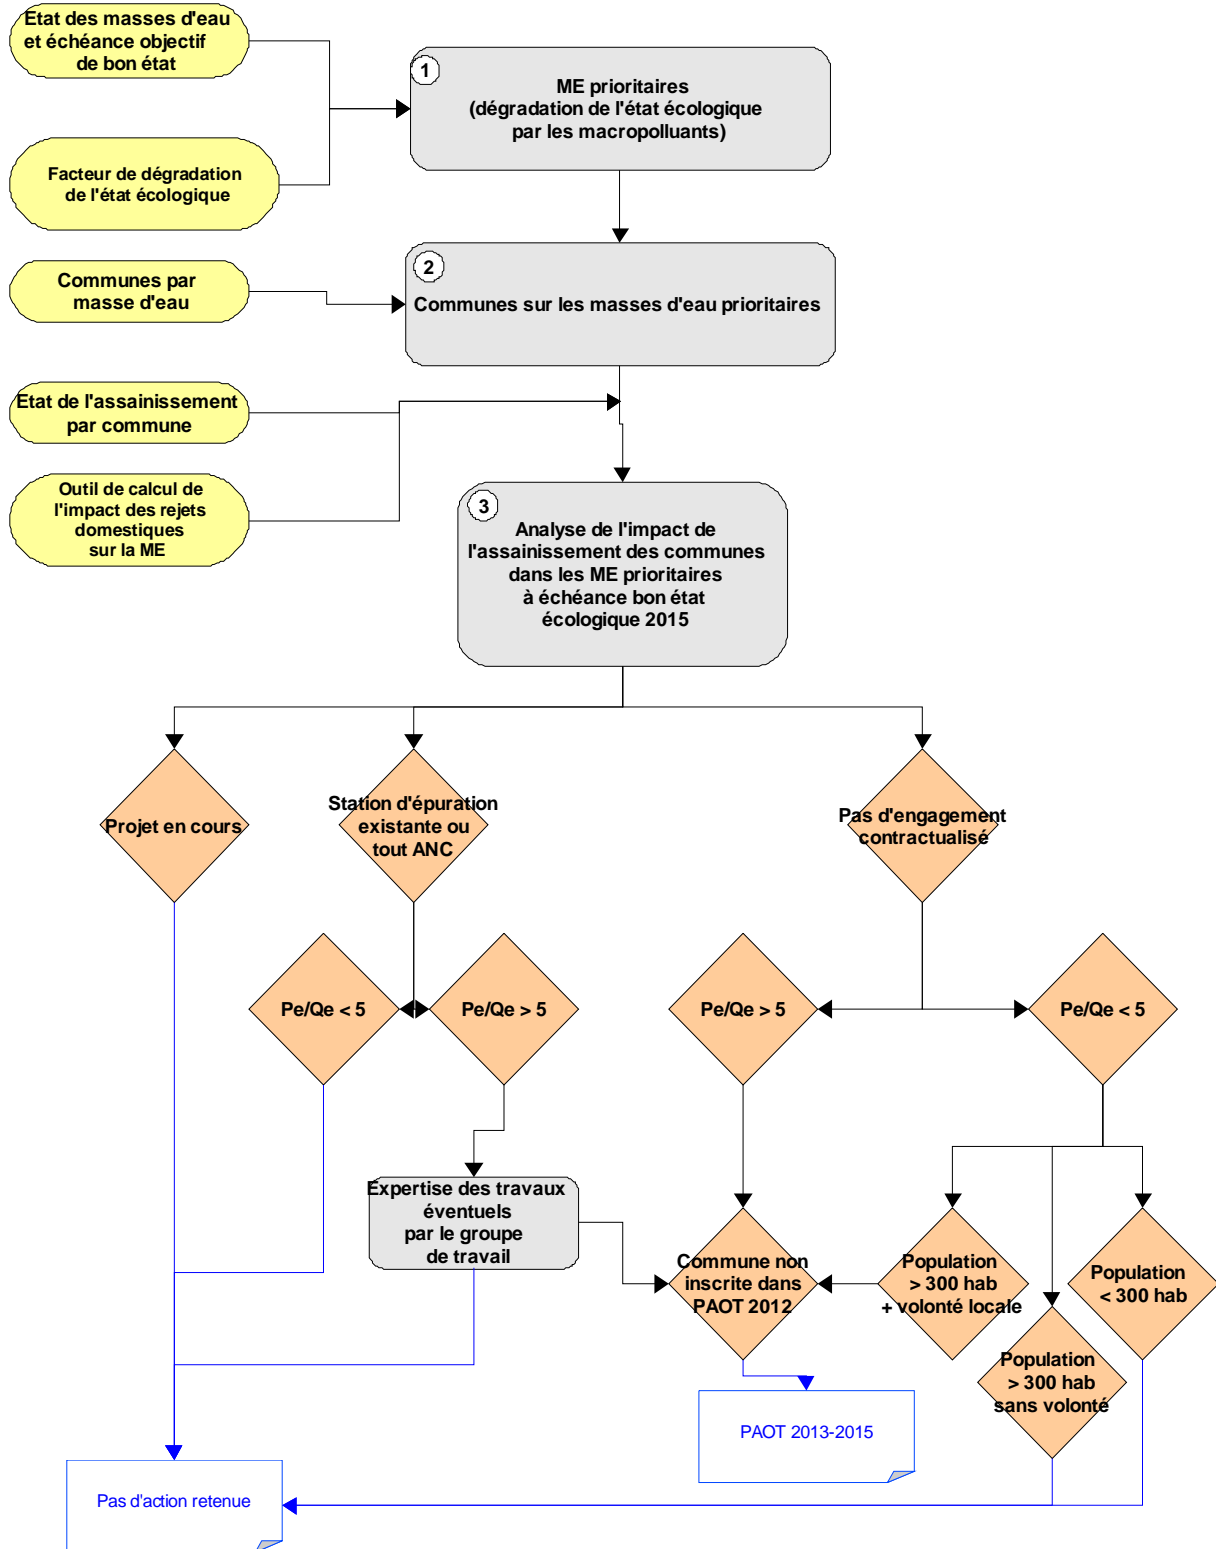 Etat des masses d'eau
et échéance objectif
de bon état
1
ME prioritaires
(dégradation de l'état écologique
par les macropolluants)
Facteur de dégradation
de l'état écologique
2
Communes par
masse d'eau
Communes sur les masses d'eau prioritaires
Etat de l'assainissement
par commune
Outil de calcul de
l'impact des rejets
domestiques
sur la ME
3
Analyse de l'impact de
l'assainissement des communes
dans les ME prioritaires
à échéance bon état
écologique 2015
Projet en cours
Station d'épuration
existante ou
tout ANC
Pas d'engagement
contractualisé
Pe/Qe < 5
Pe/Qe > 5
Pe/Qe > 5
Pe/Qe < 5
Expertise des travaux
éventuels
par le groupe
de travail
Commune non
inscrite dans
PAOT 2012
Population
> 300 hab
+ volonté locale
Population
< 300 hab
Population
> 300 hab
sans volonté
PAOT 2013-2015
Pas d'action retenue